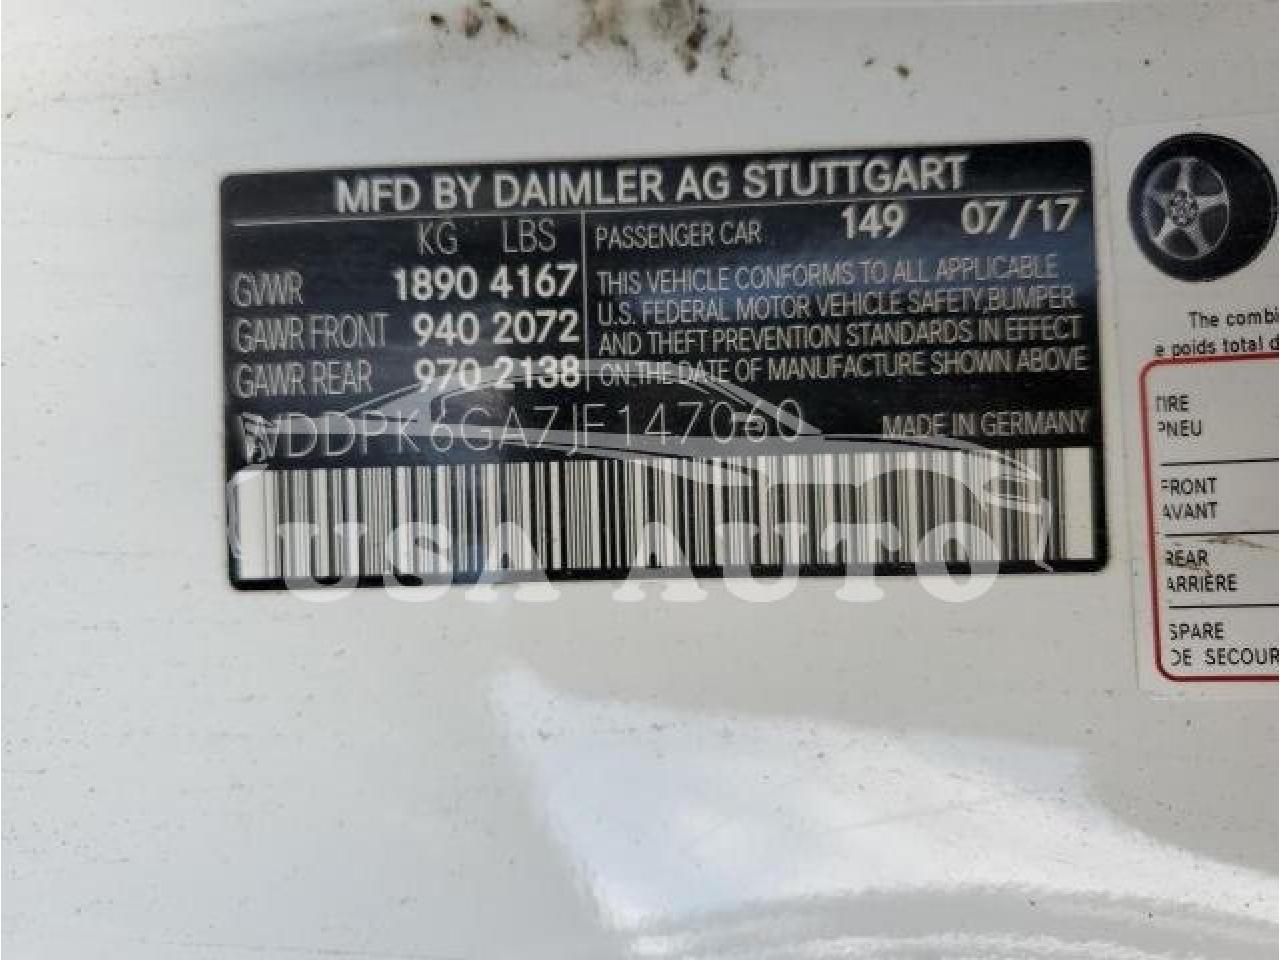 MFD BY DAIMLER AG STUTTGART
KG LBS
GVWR 1890 4167
GAWR FRONT 940 2072
GAWR REAR 970 2138
PASSENGER CAR 149 07/17
THIS VEHICLE CONFORMS TO ALL APPLICABLE
U.S. FEDERAL MOTOR VEHICLE SAFETY,BUMPER
AND THEFT PREVENTION STANDARDS IN EFFECT
ON THE DATE OF MANUFACTURE SHOWN ABOVE
WDDPK6GA7JF147060 MADE IN GERMANY
USA AUTO
The combi
e poids total d
TIRE
PNEU
FRONT
AVANT
REAR
ARRIÈRE
SPARE
DE SECOUR